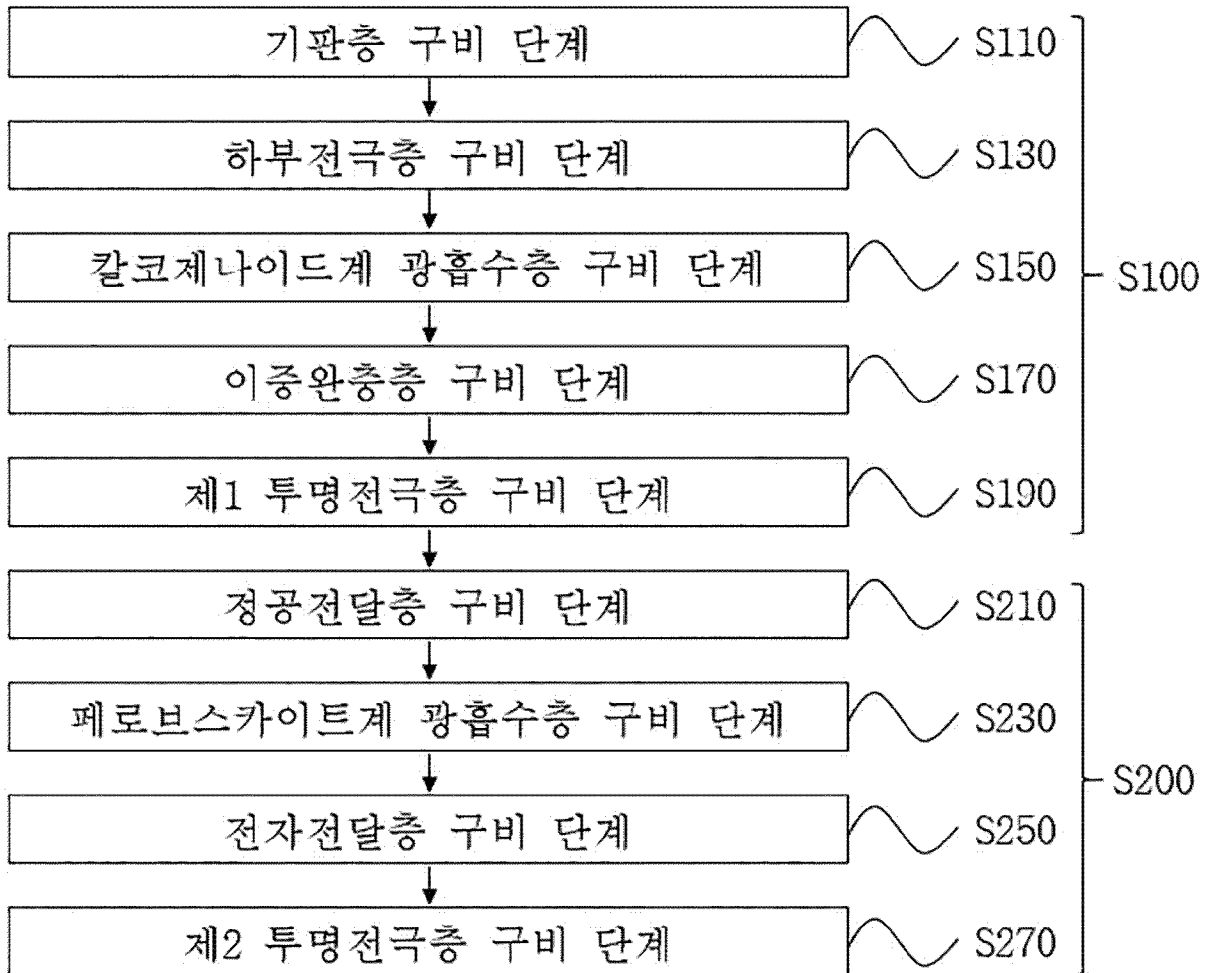 기판층 구비 단계 S110
하부전극층 구비 단계 S130
칼코제나이드계 광흡수층 구비 단계 S150
S100
이중완충층 구비 단계 S170
제1 투명전극층 구비 단계 S190
정공전달층 구비 단계 S210
페로브스카이트계 광흡수층 구비 단계 S230
S200
전자전달층 구비 단계 S250
제2 투명전극층 구비 단계 S270